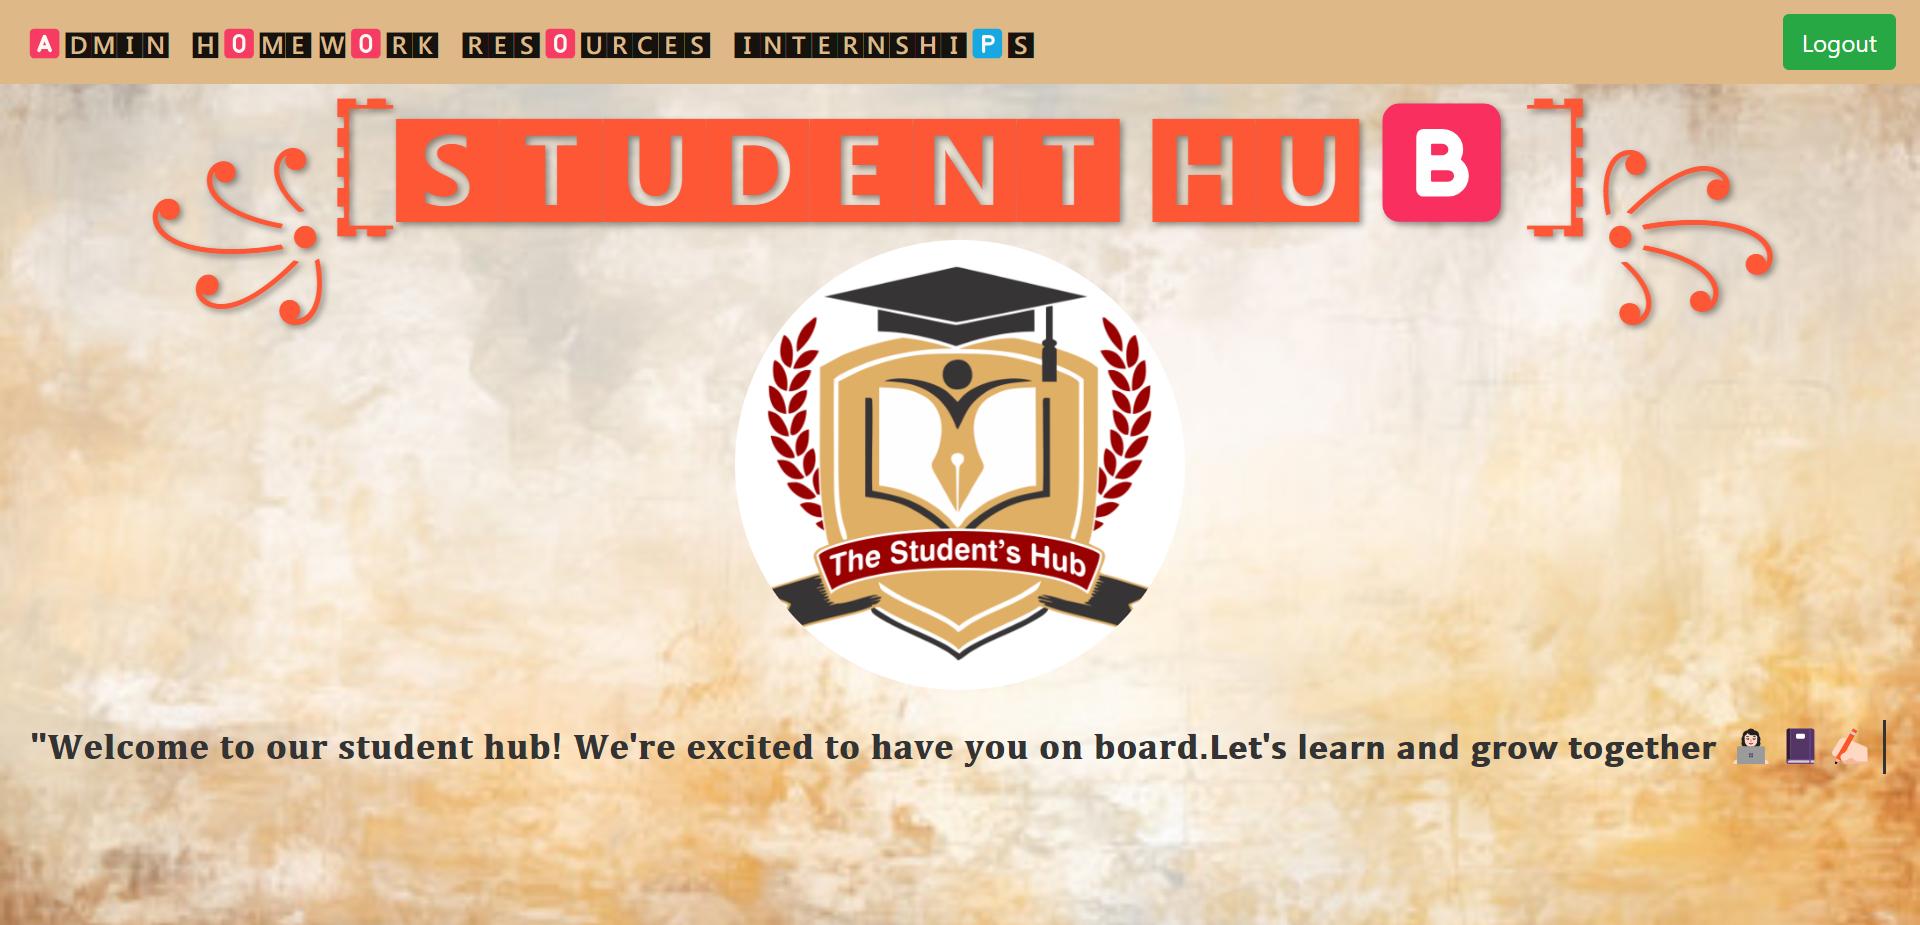 ADMIN HOMEWORK RESOURCES INTERNSHIPS Logout
STUDENT HUB
The Student's Hub
"Welcome to our student hub! We're excited to have you on board.Let's learn and grow together 👩🏻‍💻 📓 ✍🏻